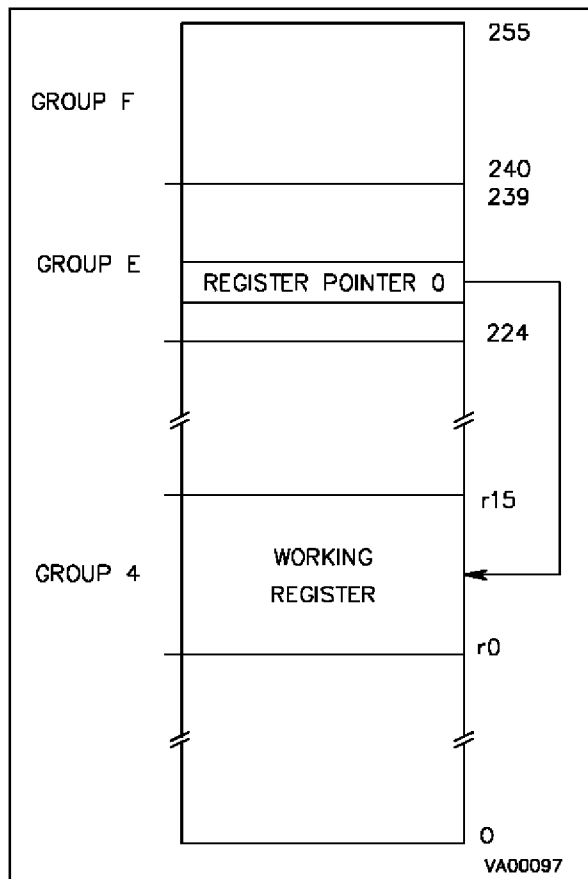 255
GROUP F
240
239
GROUP E
REGISTER POINTER 0
224
r15
WORKING
GROUP 4
REGISTER
r0
0
VA00097